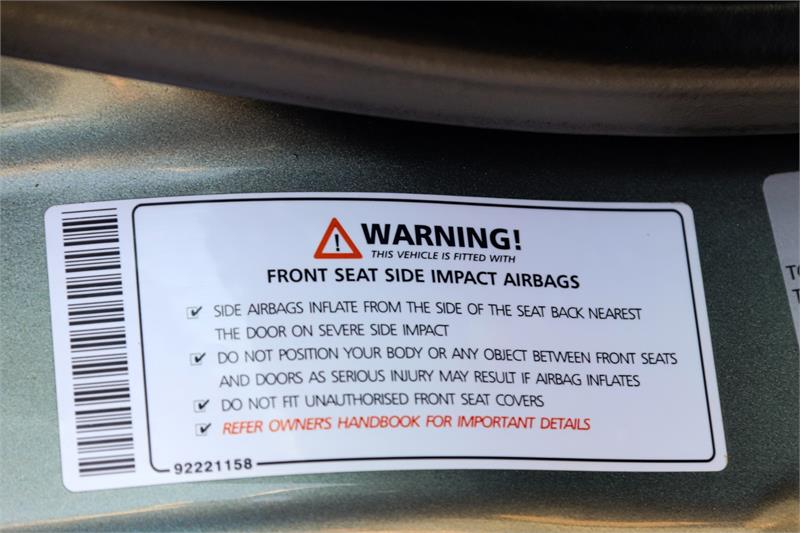 WARNING!
THIS VEHICLE IS FITTED WITH
FRONT SEAT SIDE IMPACT AIRBAGS
SIDE AIRBAGS INFLATE FROM THE SIDE OF THE SEAT BACK NEAREST
THE DOOR ON SEVERE SIDE IMPACT
DO NOT POSITION YOUR BODY OR ANY OBJECT BETWEEN FRONT SEATS
AND DOORS AS SERIOUS INJURY MAY RESULT IF AIRBAG INFLATES
DO NOT FIT UNAUTHORISED FRONT SEAT COVERS
REFER OWNER'S HANDBOOK FOR IMPORTANT DETAILS
92221158